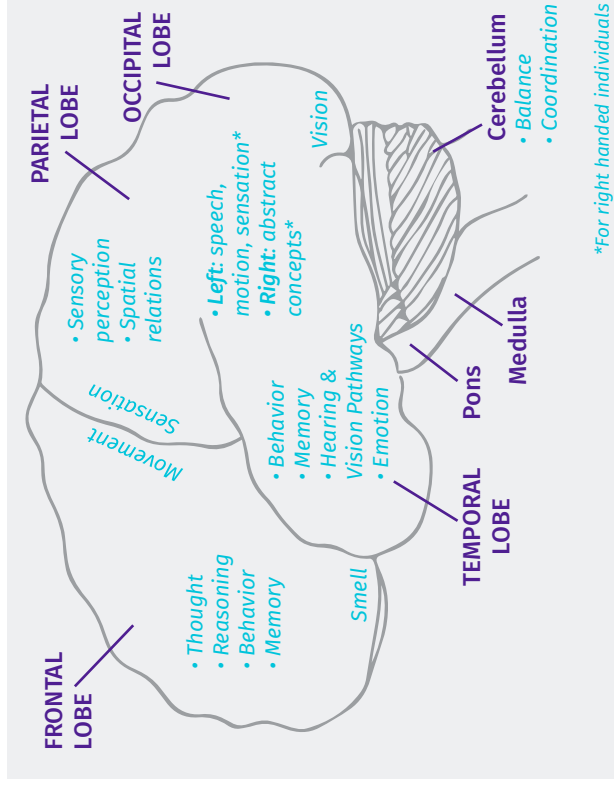 FRONTAL
LOBE
PARIETAL
LOBE
OCCIPITAL
LOBE
• Thought
• Reasoning
• Behavior
• Memory
Movement
Sensation
• Sensory
perception
• Spatial
relations
• Left: speech,
motion, sensation*
• Right: abstract
concepts*
Vision
• Behavior
• Memory
• Hearing &
Vision Pathways
• Emotion
Smell
TEMPORAL
LOBE
Pons
Medulla
Cerebellum
• Balance
• Coordination
*For right handed individuals